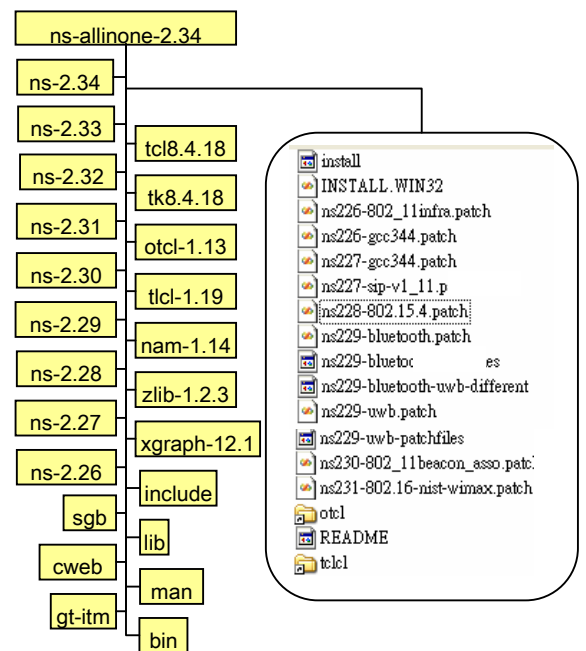 ns-allinone-2.34
ns-2.34
ns-2.33
ns-2.32
ns-2.31
ns-2.30
ns-2.29
ns-2.28
ns-2.27
ns-2.26
sgb
cweb
gt-itm
tcl8.4.18
tk8.4.18
otcl-1.13
tlcl-1.19
nam-1.14
zlib-1.2.3
xgraph-12.1
include
lib
man
bin
install
INSTALL.WIN32
ns226-802_11infra.patch
ns226-gcc344.patch
ns227-gcc344.patch
ns227-sip-v1_11.p
ns228-802.15.4.patch
ns229-bluetooth.patch
ns229-bluetoc es
ns229-bluetooth-uwb-different
ns229-uwb.patch
ns229-uwb-patchfiles
ns230-802_11beacon_asso.patc
ns231-802.16-nist-wimax.patch
otcl
README
tclcl